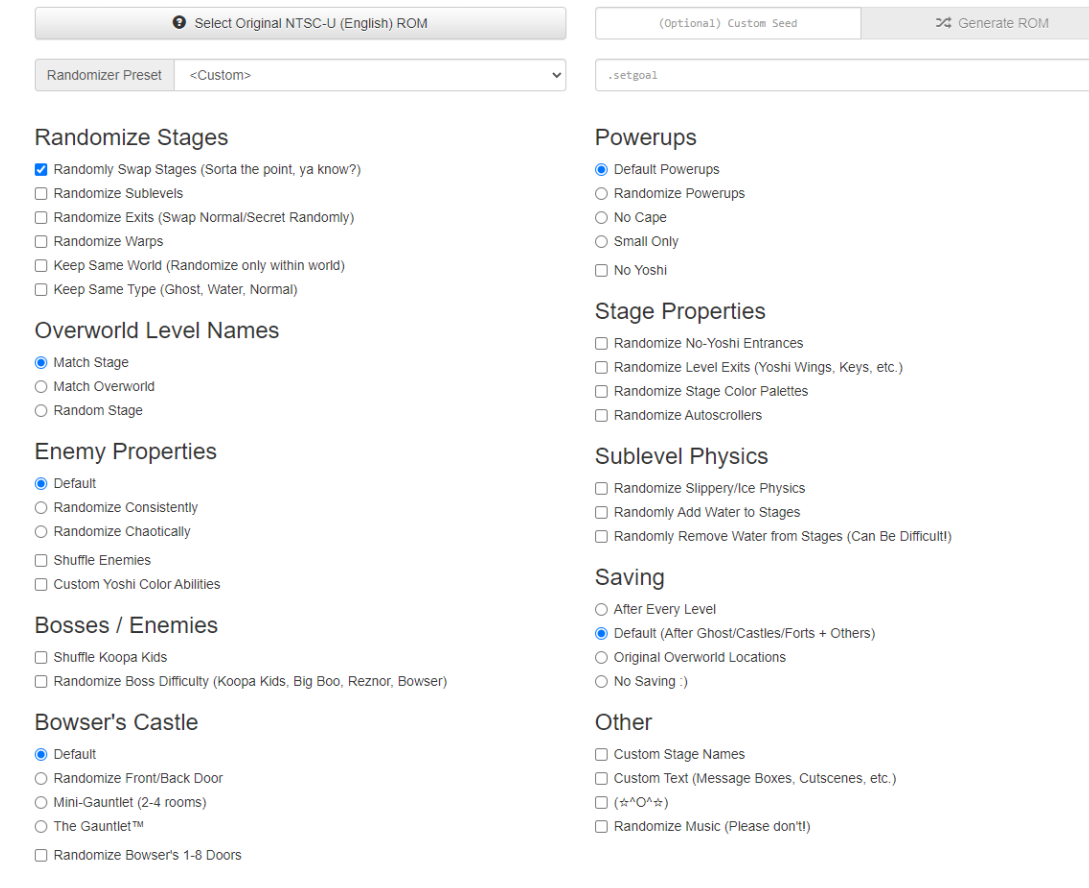 Select Original NTSC-U (English) ROM
(Optional) Custom Seed
Generate ROM
Randomizer Preset
<Custom>
.setgoal
Randomize Stages
Randomly Swap Stages (Sorta the point, ya know?)
Randomize Sublevels
Randomize Exits (Swap Normal/Secret Randomly)
Randomize Warps
Keep Same World (Randomize only within world)
Keep Same Type (Ghost, Water, Normal)
Overworld Level Names
Match Stage
Match Overworld
Random Stage
Enemy Properties
Default
Randomize Consistently
Randomize Chaotically
Shuffle Enemies
Custom Yoshi Color Abilities
Bosses / Enemies
Shuffle Koopa Kids
Randomize Boss Difficulty (Koopa Kids, Big Boo, Reznor, Bowser)
Bowser's Castle
Default
Randomize Front/Back Door
Mini-Gauntlet (2-4 rooms)
The Gauntlet™
Randomize Bowser's 1-8 Doors
Powerups
Default Powerups
Randomize Powerups
No Cape
Small Only
No Yoshi
Stage Properties
Randomize No-Yoshi Entrances
Randomize Level Exits (Yoshi Wings, Keys, etc.)
Randomize Stage Color Palettes
Randomize Autoscrollers
Sublevel Physics
Randomize Slippery/Ice Physics
Randomly Add Water to Stages
Randomly Remove Water from Stages (Can Be Difficult!)
Saving
After Every Level
Default (After Ghost/Castles/Forts + Others)
Original Overworld Locations
No Saving :)
Other
Custom Stage Names
Custom Text (Message Boxes, Cutscenes, etc.)
(☆^O^☆)
Randomize Music (Please don't!)